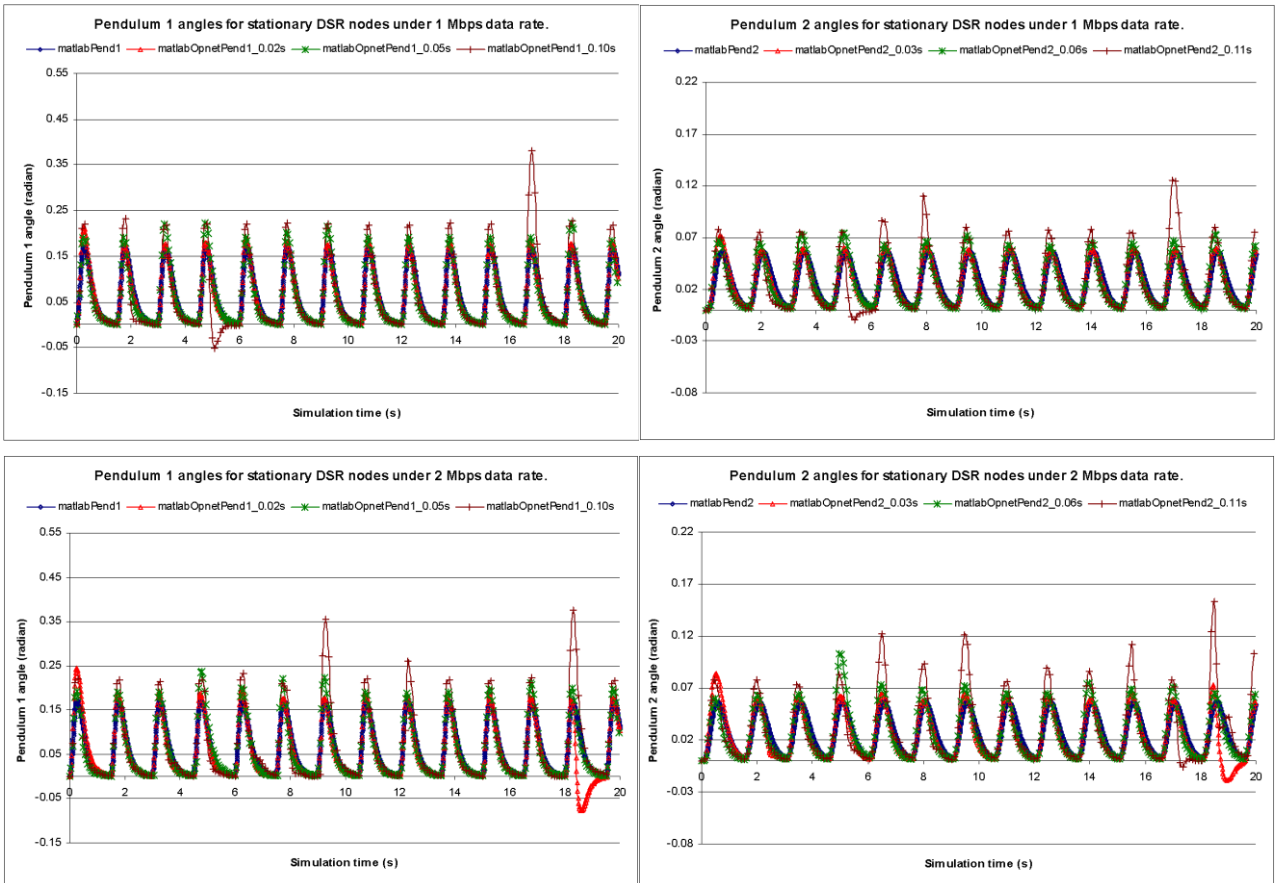 Pendulum 1 angles for stationary DSR nodes under 1 Mbps data rate.
matlabPend1 matlabOpnetPend1_0.02s matlabOpnetPend1_0.05s matlabOpnetPend1_0.10s
0.55
0.45
0.35
0.25
0.15
0.05
-0.05
-0.15
0 2 4 6 8 10 12 14 16 18 20
Pendulum 1 angle (radian)
Simulation time (s)
Pendulum 2 angles for stationary DSR nodes under 1 Mbps data rate.
matlabPend2 matlabOpnetPend2_0.03s matlabOpnetPend2_0.06s matlabOpnetPend2_0.11s
0.22
0.17
0.12
0.07
0.02
-0.03
-0.08
0 2 4 6 8 10 12 14 16 18 20
Pendulum 2 angle (radian)
Simulation time (s)
Pendulum 1 angles for stationary DSR nodes under 2 Mbps data rate.
matlabPend1 matlabOpnetPend1_0.02s matlabOpnetPend1_0.05s matlabOpnetPend1_0.10s
0.55
0.45
0.35
0.25
0.15
0.05
-0.05
-0.15
0 2 4 6 8 10 12 14 16 18 20
Pendulum 1 angle (radian)
Simulation time (s)
Pendulum 2 angles for stationary DSR nodes under 2 Mbps data rate.
matlabPend2 matlabOpnetPend2_0.03s matlabOpnetPend2_0.06s matlabOpnetPend2_0.11s
0.22
0.17
0.12
0.07
0.02
-0.03
-0.08
0 2 4 6 8 10 12 14 16 18 20
Pendulum 2 angle (radian)
Simulation time (s)